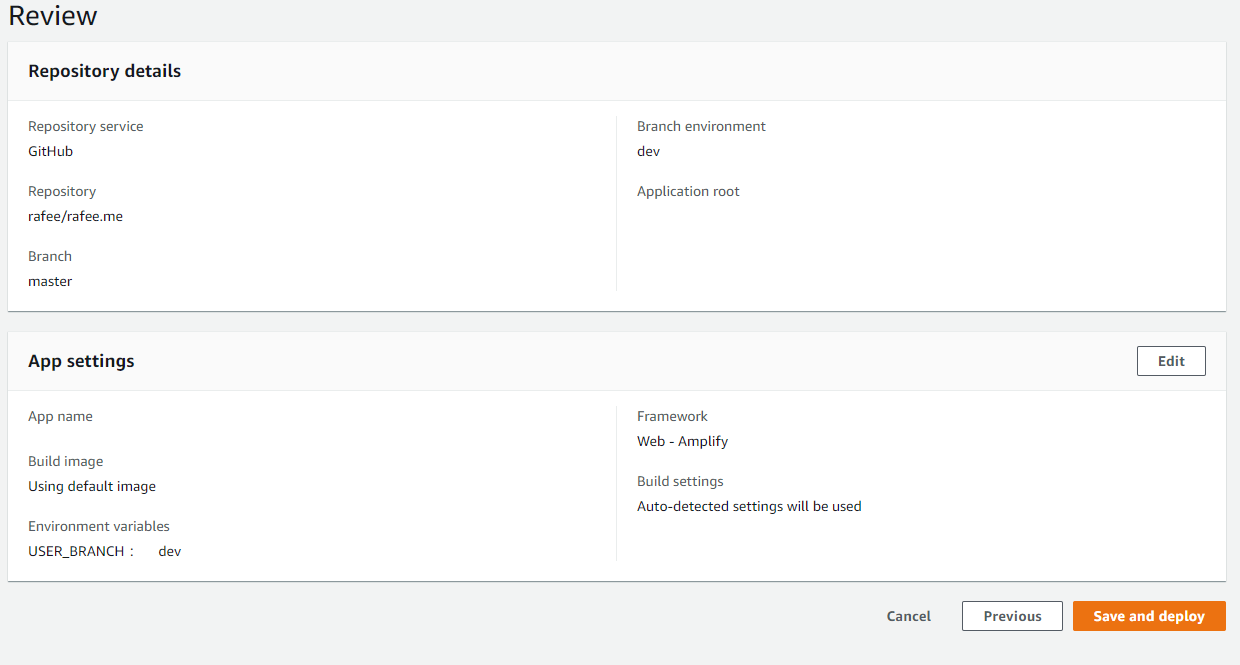 Review
Repository details
Repository service
GitHub
Repository
rafee/rafee.me
Branch
master
Branch environment
dev
Application root
App settings
Edit
App name
Build image
Using default image
Environment variables
USER_BRANCH : dev
Framework
Web - Amplify
Build settings
Auto-detected settings will be used
Cancel
Previous
Save and deploy